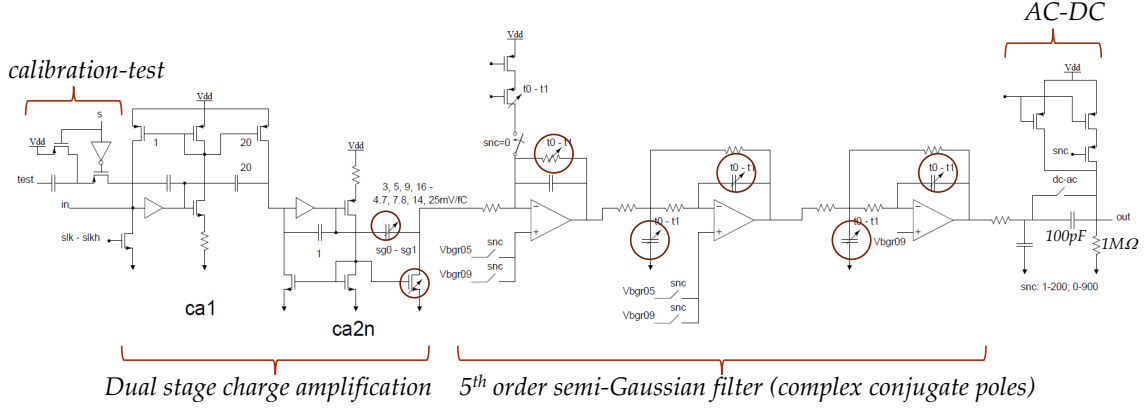 AC-DC
calibration-test
Vdd
s
Vdd
test
in
slk - slkh
1
20
20
ca1
Vdd
3, 5, 9, 16 -
4.7, 7.8, 14, 25mV/fC
sg0 - sg1
1
ca2n
Vdd
t0 - t1
snc=0
t0 - t1
Vbgr05
snc
Vbgr09
snc
t0 - t1
t0 - t1
Vbgr05
snc
Vbgr09
snc
t0 - t1
t0 - t1
Vbgr09
Vdd
snc
dc-ac
out
100pF
1MΩ
snc: 1-200; 0-900
Dual stage charge amplification
5th order semi-Gaussian filter (complex conjugate poles)